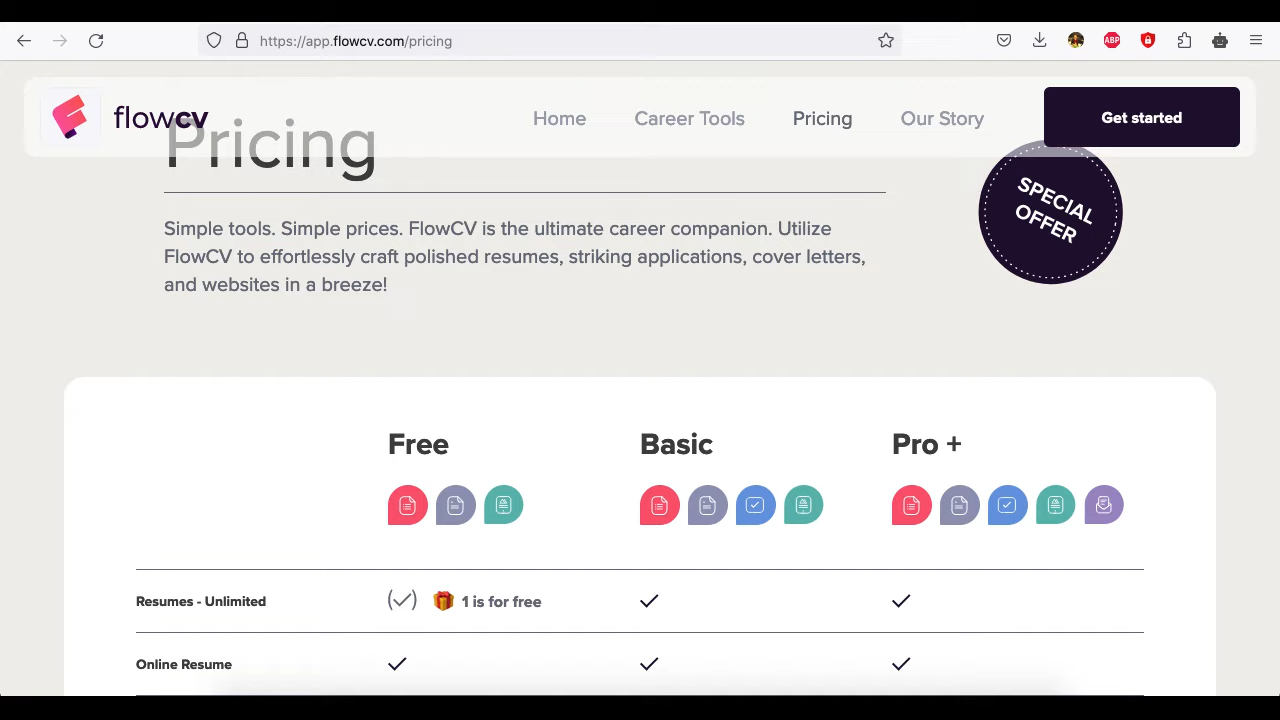 https://app.flowcv.com/pricing
ABP
flowcv
Home
Career Tools
Pricing
Our Story
Get started
Pricing
SPECIAL
OFFER
Simple tools. Simple prices. FlowCV is the ultimate career companion. Utilize
FlowCV to effortlessly craft polished resumes, striking applications, cover letters,
and websites in a breeze!
Free
Basic
Pro +
Resumes - Unlimited
1 is for free
Online Resume